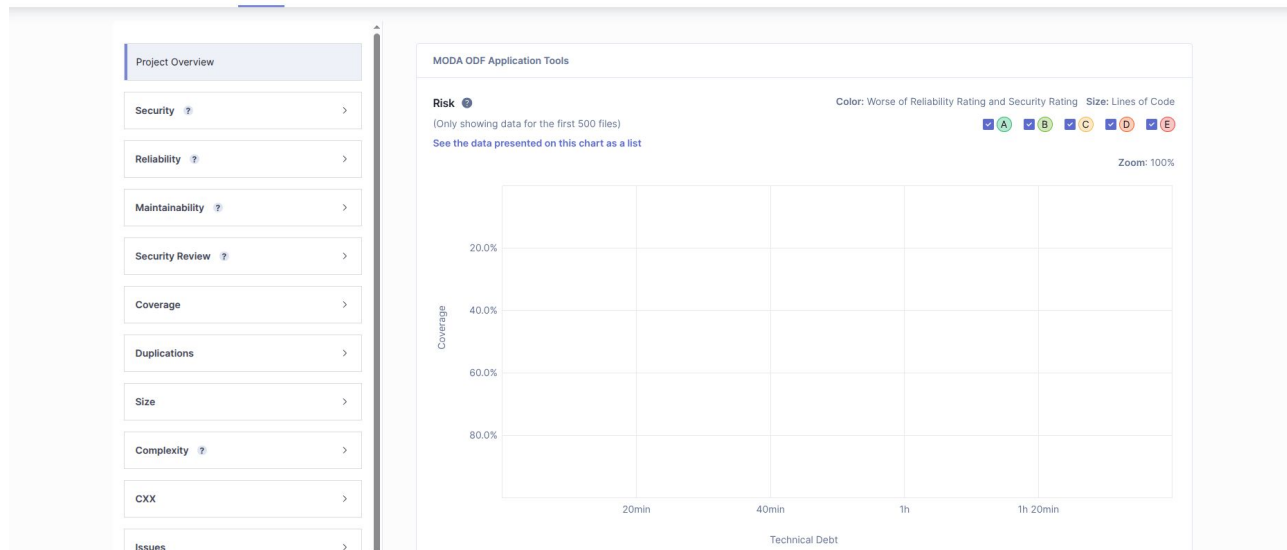 Project Overview
Security ?
Reliability ?
Maintainability ?
Security Review ?
Coverage
Duplications
Size
Complexity ?
CXX
Issues
MODA ODF Application Tools
Risk ?
Color: Worse of Reliability Rating and Security Rating Size: Lines of Code
(Only showing data for the first 500 files)
A B C D E
See the data presented on this chart as a list
Zoom: 100%
20.0%
40.0%
60.0%
80.0%
Coverage
20min 40min 1h 1h 20min
Technical Debt